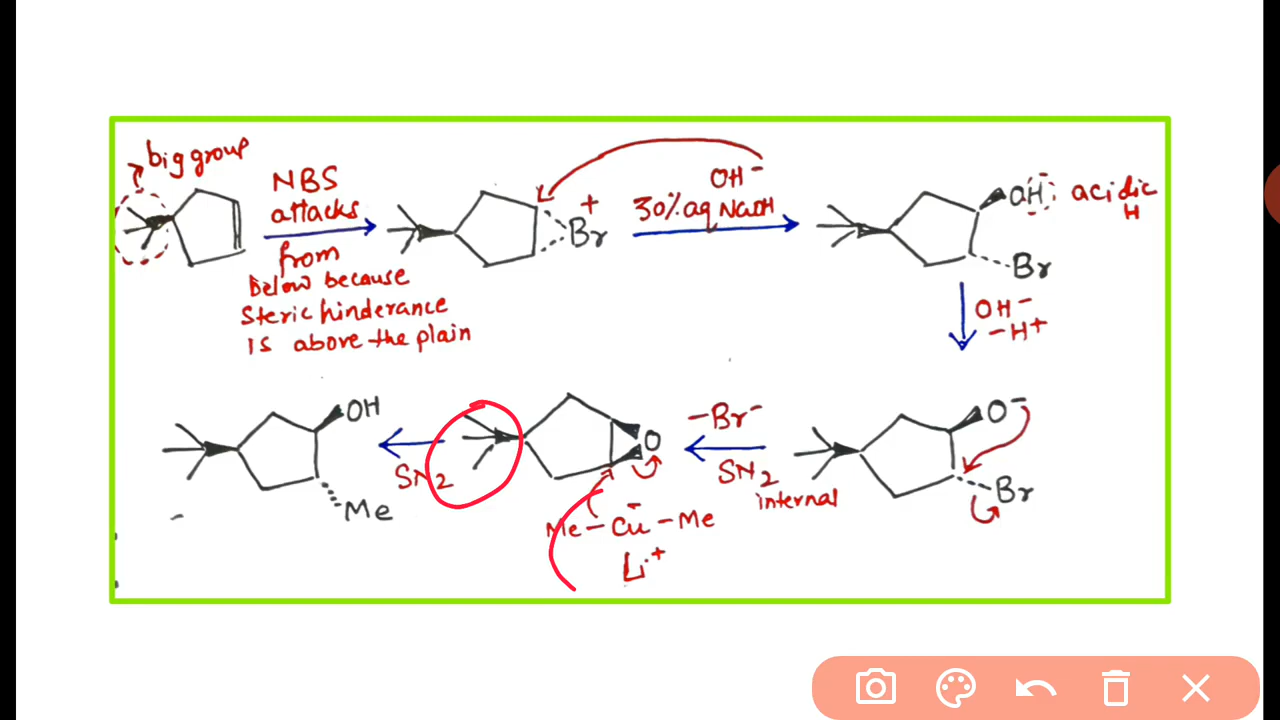 big group
NBS
attacks
from
below because
steric hinderance
is above the plain
+
Br
OH⁻
30% aq NaOH
OH acidic
H
Br
OH⁻
-H⁺
O⁻
Br
-Br⁻
SN2
internal
O
Me-Cu⁻-Me
Li⁺
SN2
OH
Me